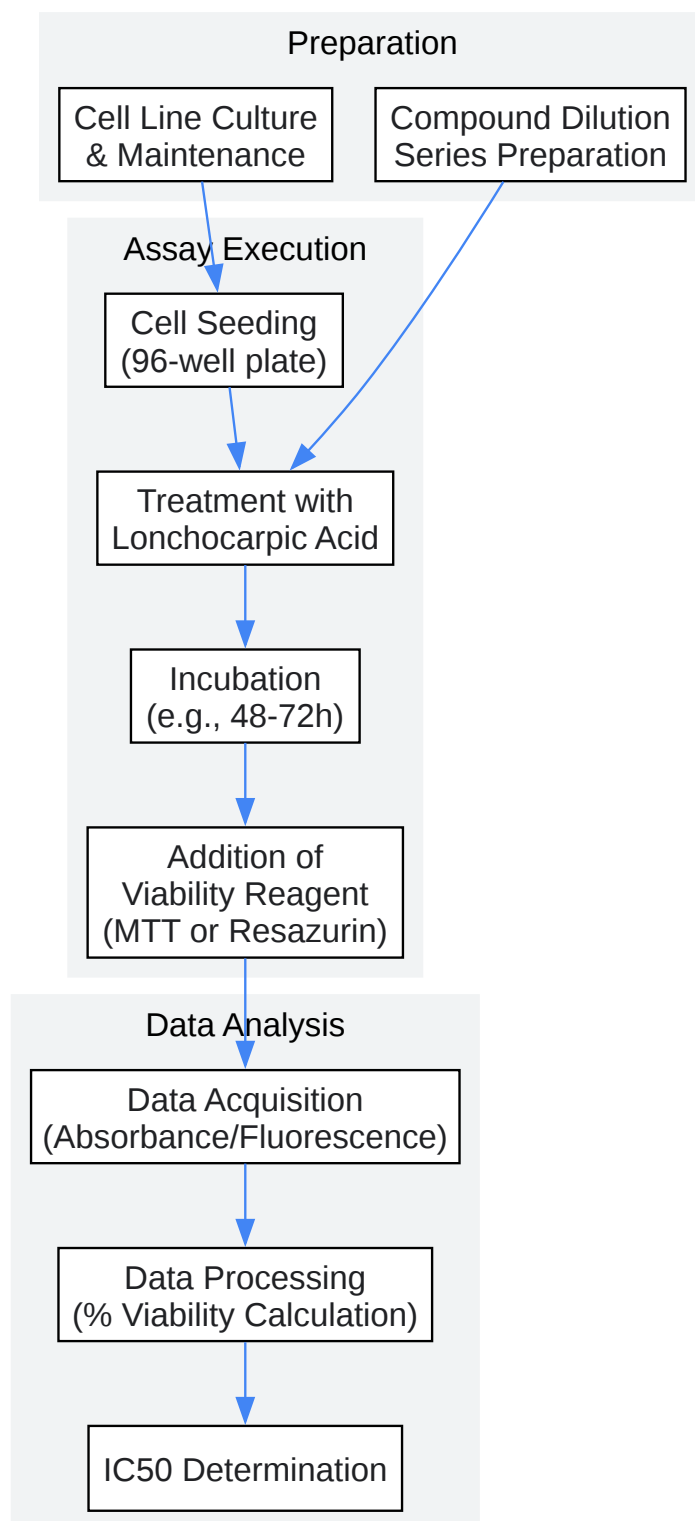 Preparation
Cell Line Culture
& Maintenance
Compound Dilution
Series Preparation
Assay Execution
Cell Seeding
(96-well plate)
Treatment with
Lonchocarpic Acid
Incubation
(e.g., 48-72h)
Addition of
Viability Reagent
(MTT or Resazurin)
Data Analysis
Data Acquisition
(Absorbance/Fluorescence)
Data Processing
(% Viability Calculation)
IC50 Determination